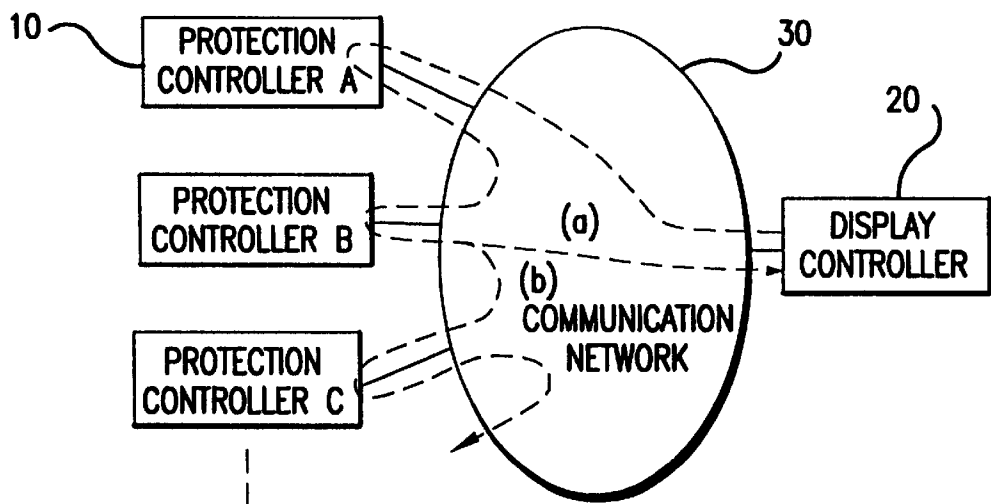 10
PROTECTION
CONTROLLER A
30
20
PROTECTION
CONTROLLER B
(a)
DISPLAY
CONTROLLER
(b)
COMMUNICATION
NETWORK
PROTECTION
CONTROLLER C